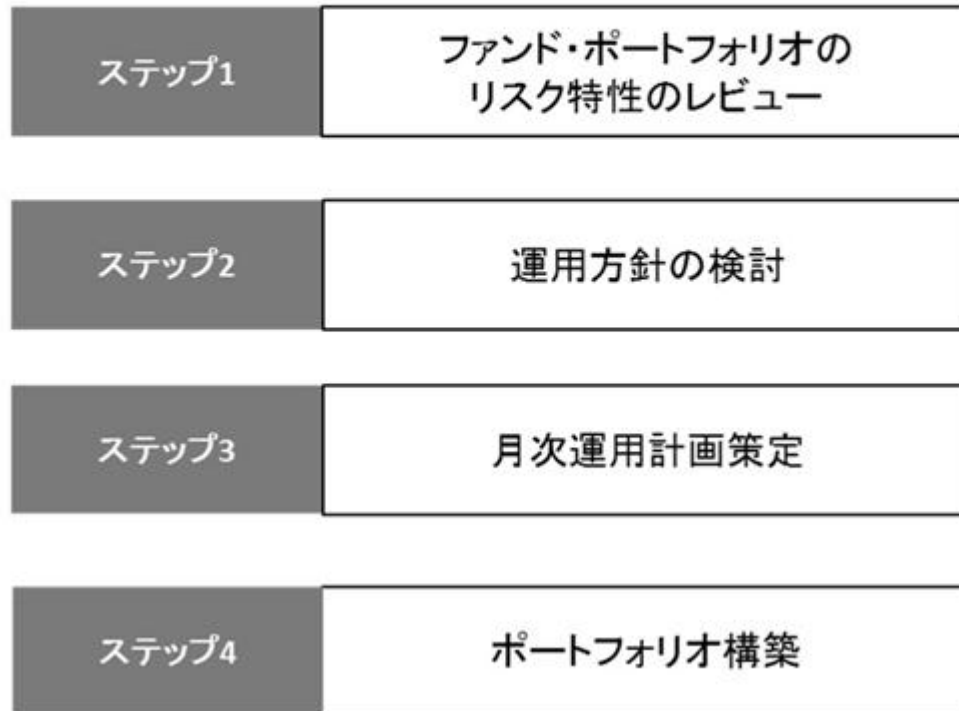 ステップ1
ファンド・ポートフォリオの
リスク特性のレビュー
ステップ2
運用方針の検討
ステップ3
月次運用計画策定
ステップ4
ポートフォリオ構築